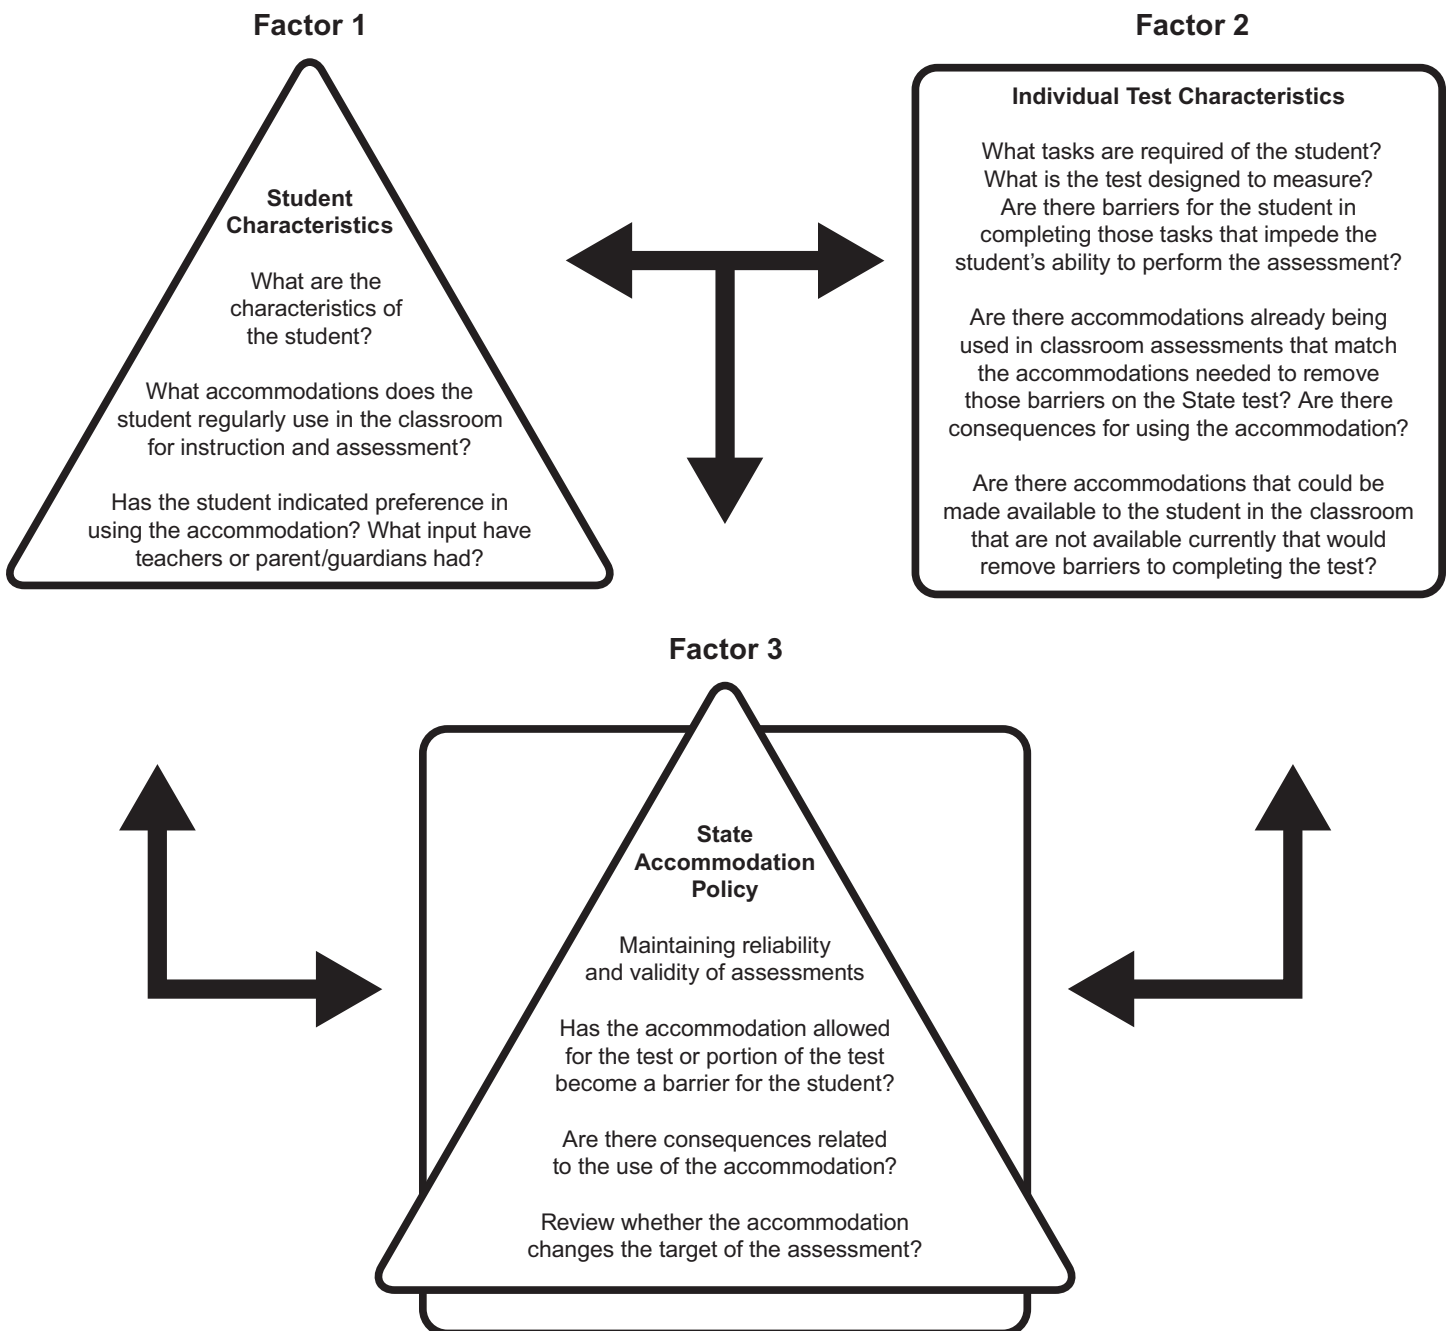 Factor 1
Student
Characteristics
What are the
characteristics of
the student?
What accommodations does the
student regularly use in the classroom
for instruction and assessment?
Has the student indicated preference in
using the accommodation? What input have
teachers or parent/guardians had?
Factor 2
Individual Test Characteristics
What tasks are required of the student?
What is the test designed to measure?
Are there barriers for the student in
completing those tasks that impede the
student’s ability to perform the assessment?
Are there accommodations already being
used in classroom assessments that match
the accommodations needed to remove
those barriers on the State test? Are there
consequences for using the accommodation?
Are there accommodations that could be
made available to the student in the classroom
that are not available currently that would
remove barriers to completing the test?
Factor 3
State
Accommodation
Policy
Maintaining reliability
and validity of assessments
Has the accommodation allowed
for the test or portion of the test
become a barrier for the student?
Are there consequences related
to the use of the accommodation?
Review whether the accommodation
changes the target of the assessment?